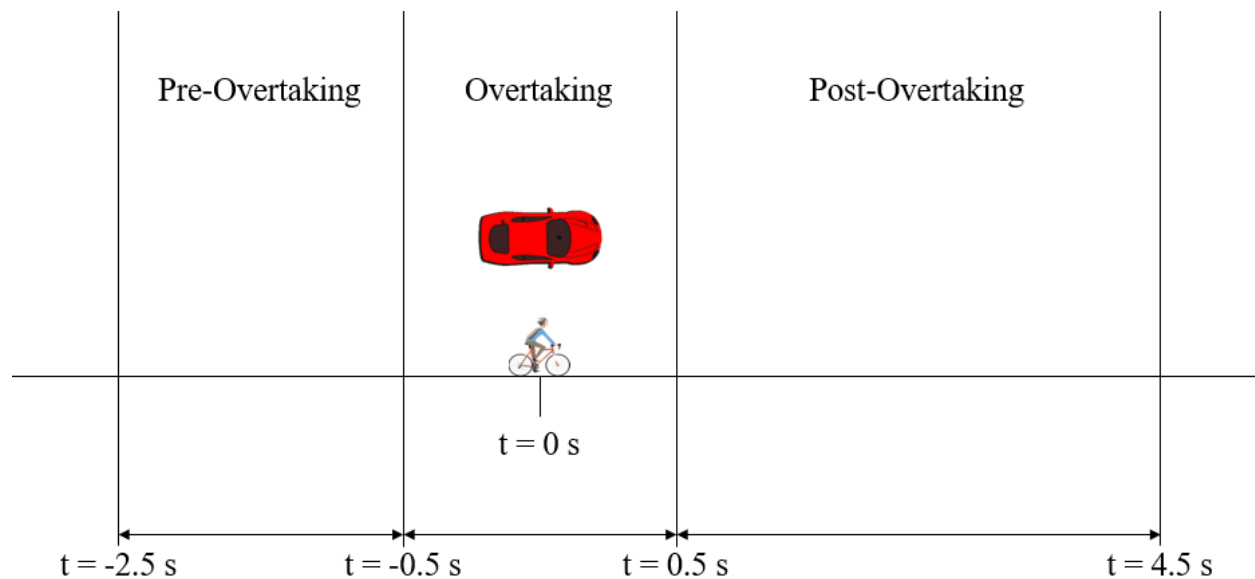 Pre-Overtaking
Overtaking
Post-Overtaking
t = 0 s
t = -2.5 s
t = -0.5 s
t = 0.5 s
t = 4.5 s